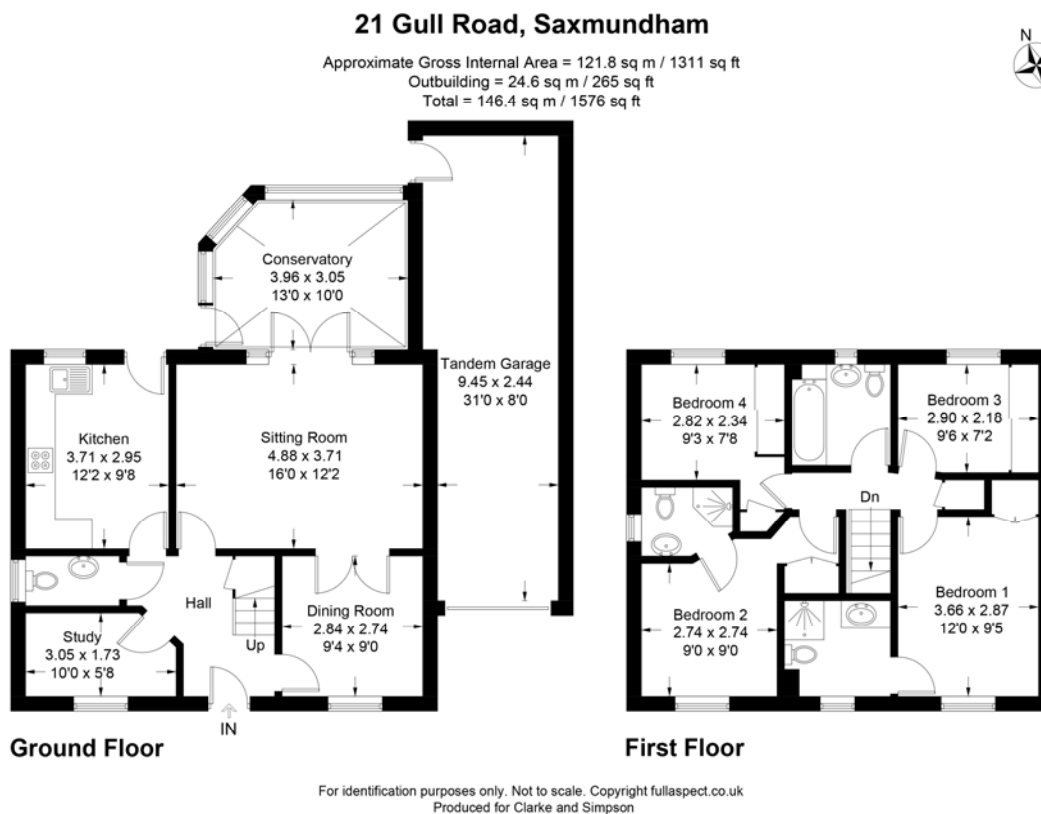 21 Gull Road, Saxmundham
Approximate Gross Internal Area = 121.8 sq m / 1311 sq ft
Outbuilding = 24.6 sq m / 265 sq ft
Total = 146.4 sq m / 1576 sq ft
N
Conservatory
3.96 x 3.05
13'0 x 10'0
Tandem Garage
9.45 x 2.44
31'0 x 8'0
Kitchen
3.71 x 2.95
12'2 x 9'8
Sitting Room
4.88 x 3.71
16'0 x 12'2
Hall
Up
Dining Room
2.84 x 2.74
9'4 x 9'0
Study
3.05 x 1.73
10'0 x 5'8
IN
Ground Floor
Bedroom 4
2.82 x 2.34
9'3 x 7'8
Bedroom 3
2.90 x 2.18
9'6 x 7'2
Dn
Bedroom 2
2.74 x 2.74
9'0 x 9'0
Bedroom 1
3.66 x 2.87
12'0 x 9'5
First Floor
For identification purposes only. Not to scale. Copyright fullaspect.co.uk
Produced for Clarke and Simpson